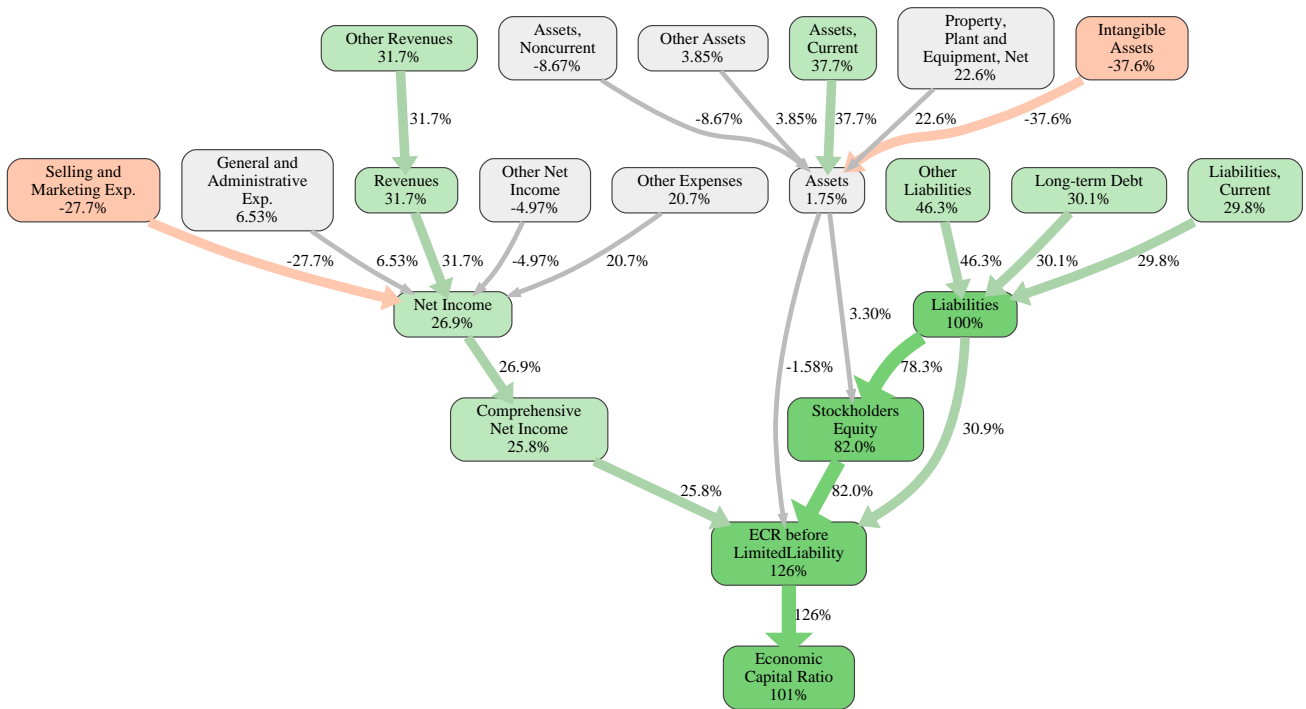 Other Revenues
31.7%
Assets,
Noncurrent
-8.67%
Other Assets
3.85%
Assets,
Current
37.7%
Property,
Plant and
Equipment, Net
22.6%
Intangible
Assets
-37.6%
31.7%
-8.67%
3.85%
37.7%
22.6%
-37.6%
Selling and
Marketing Exp.
-27.7%
General and
Administrative
Exp.
6.53%
Revenues
31.7%
Other Net
Income
-4.97%
Other Expenses
20.7%
Assets
1.75%
Other
Liabilities
46.3%
Long-term Debt
30.1%
Liabilities,
Current
29.8%
-27.7%
6.53%
31.7%
-4.97%
20.7%
46.3%
30.1%
29.8%
Net Income
26.9%
3.30%
Liabilities
100%
26.9%
-1.58%
78.3%
Comprehensive
Net Income
25.8%
Stockholders
Equity
82.0%
30.9%
25.8%
82.0%
ECR before
LimitedLiability
126%
126%
Economic
Capital Ratio
101%